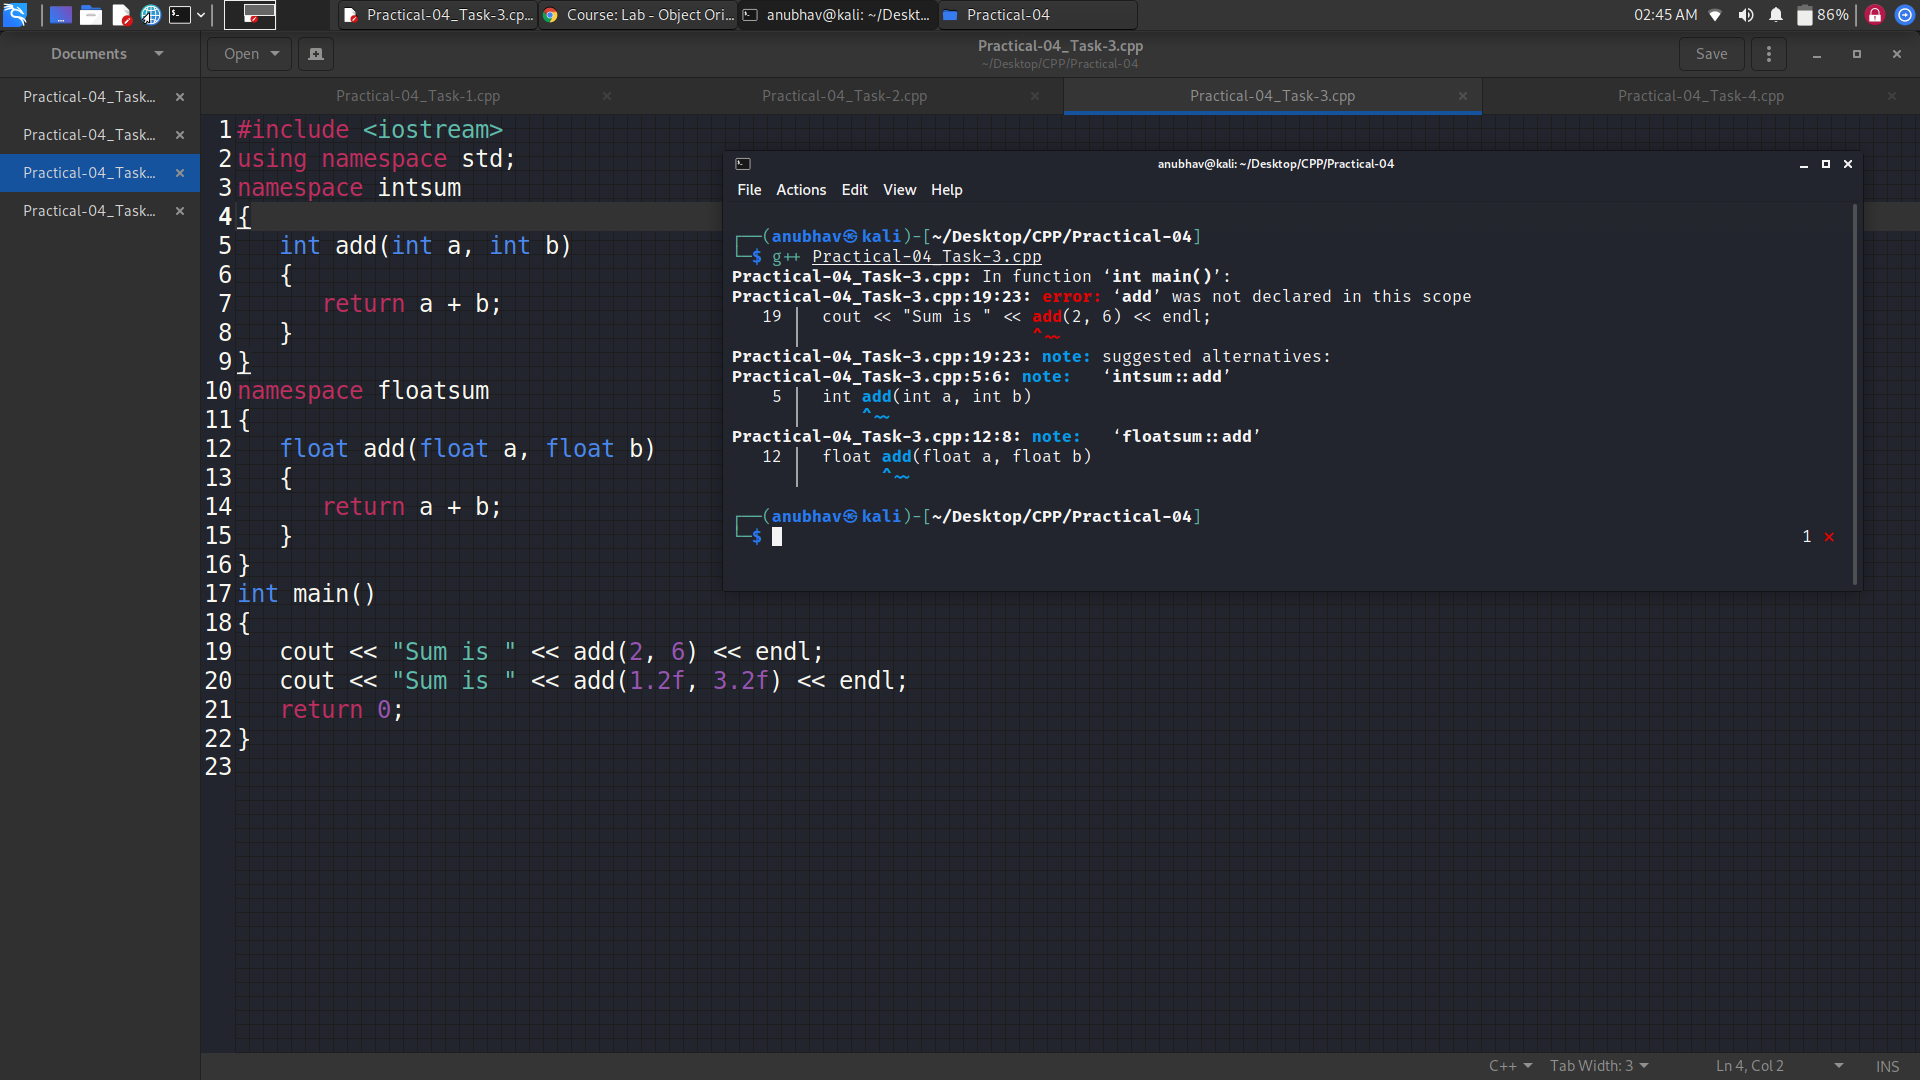 Practical-04_Task-3.cp...
Course: Lab - Object Ori...
anubhav@kali: ~/Deskt...
Practical-04
02:45 AM
86%
Documents
Open
Practical-04_Task-3.cpp
~/Desktop/CPP/Practical-04
Save
Practical-04_Task...
Practical-04_Task...
Practical-04_Task...
Practical-04_Task...
Practical-04_Task-1.cpp
Practical-04_Task-2.cpp
Practical-04_Task-3.cpp
Practical-04_Task-4.cpp
1 #include <iostream>
2 using namespace std;
3 namespace intsum
4 {
5 int add(int a, int b)
6 {
7 return a + b;
8 }
9 }
10 namespace floatsum
11 {
12 float add(float a, float b)
13 {
14 return a + b;
15 }
16 }
17 int main()
18 {
19 cout << "Sum is " << add(2, 6) << endl;
20 cout << "Sum is " << add(1.2f, 3.2f) << endl;
21 return 0;
22 }
23
anubhav@kali: ~/Desktop/CPP/Practical-04
File Actions Edit View Help
┌──(anubhav㉿kali)-[~/Desktop/CPP/Practical-04]
└─$ g++ Practical-04_Task-3.cpp
Practical-04_Task-3.cpp: In function ‘int main()’:
Practical-04_Task-3.cpp:19:23: error: ‘add’ was not declared in this scope
19 | cout << "Sum is " << add(2, 6) << endl;
| ^~~
Practical-04_Task-3.cpp:19:23: note: suggested alternatives:
Practical-04_Task-3.cpp:5:6: note: ‘intsum::add’
5 | int add(int a, int b)
| ^~~
Practical-04_Task-3.cpp:12:8: note: ‘floatsum::add’
12 | float add(float a, float b)
| ^~~
┌──(anubhav㉿kali)-[~/Desktop/CPP/Practical-04]
└─$ 1 ⨯
C++
Tab Width: 3
Ln 4, Col 2
INS